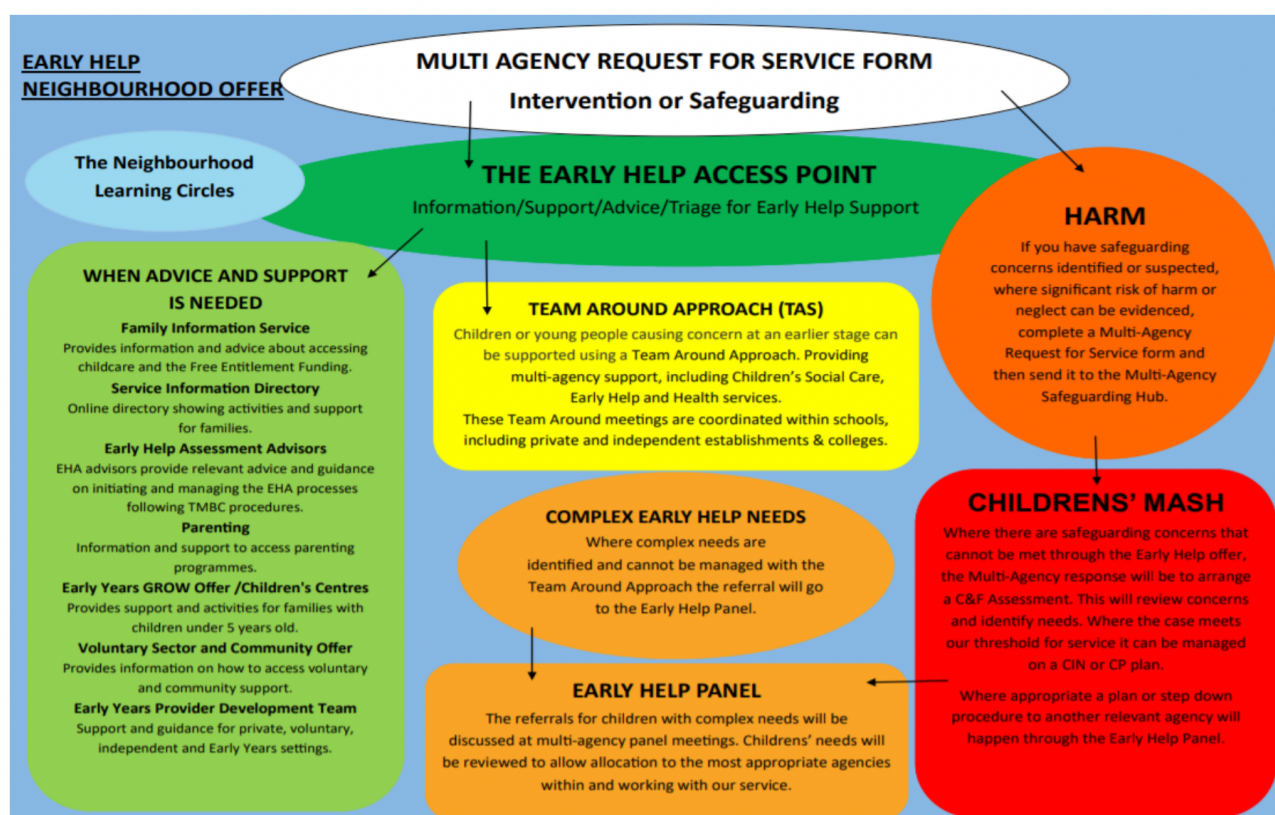 EARLY HELP
NEIGHBOURHOOD OFFER
MULTI AGENCY REQUEST FOR SERVICE FORM
Intervention or Safeguarding
The Neighbourhood
Learning Circles
THE EARLY HELP ACCESS POINT
Information/Support/Advice/Triage for Early Help Support
HARM
If you have safeguarding
concerns identified or suspected,
where significant risk of harm or
neglect can be evidenced,
complete a Multi-Agency
Request for Service form and
then send it to the Multi-Agency
Safeguarding Hub.
WHEN ADVICE AND SUPPORT
IS NEEDED
Family Information Service
Provides information and advice about accessing
childcare and the Free Entitlement Funding.
Service Information Directory
Online directory showing activities and support
for families.
Early Help Assessment Advisors
EHA advisors provide relevant advice and guidance
on initiating and managing the EHA processes
following TMBC procedures.
Parenting
Information and support to access parenting
programmes.
Early Years GROW Offer /Children's Centres
Provides support and activities for families with
children under 5 years old.
Voluntary Sector and Community Offer
Provides information on how to access voluntary
and community support.
Early Years Provider Development Team
Support and guidance for private, voluntary,
independent and Early Years settings.
TEAM AROUND APPROACH (TAS)
Children or young people causing concern at an earlier stage can
be supported using a Team Around Approach. Providing
multi-agency support, including Children's Social Care,
Early Help and Health services.
These Team Around meetings are coordinated within schools,
including private and independent establishments & colleges.
COMPLEX EARLY HELP NEEDS
Where complex needs are
identified and cannot be managed with the
Team Around Approach the referral will go
to the Early Help Panel.
EARLY HELP PANEL
The referrals for children with complex needs will be
discussed at multi-agency panel meetings. Childrens' needs will
be reviewed to allow allocation to the most appropriate agencies
within and working with our service.
CHILDRENS' MASH
Where there are safeguarding concerns that
cannot be met through the Early Help offer,
the Multi-Agency response will be to arrange
a C&F Assessment. This will review concerns
and identify needs. Where the case meets
our threshold for service it can be managed
on a CIN or CP plan.
Where appropriate a plan or step down
procedure to another relevant agency will
happen through the Early Help Panel.